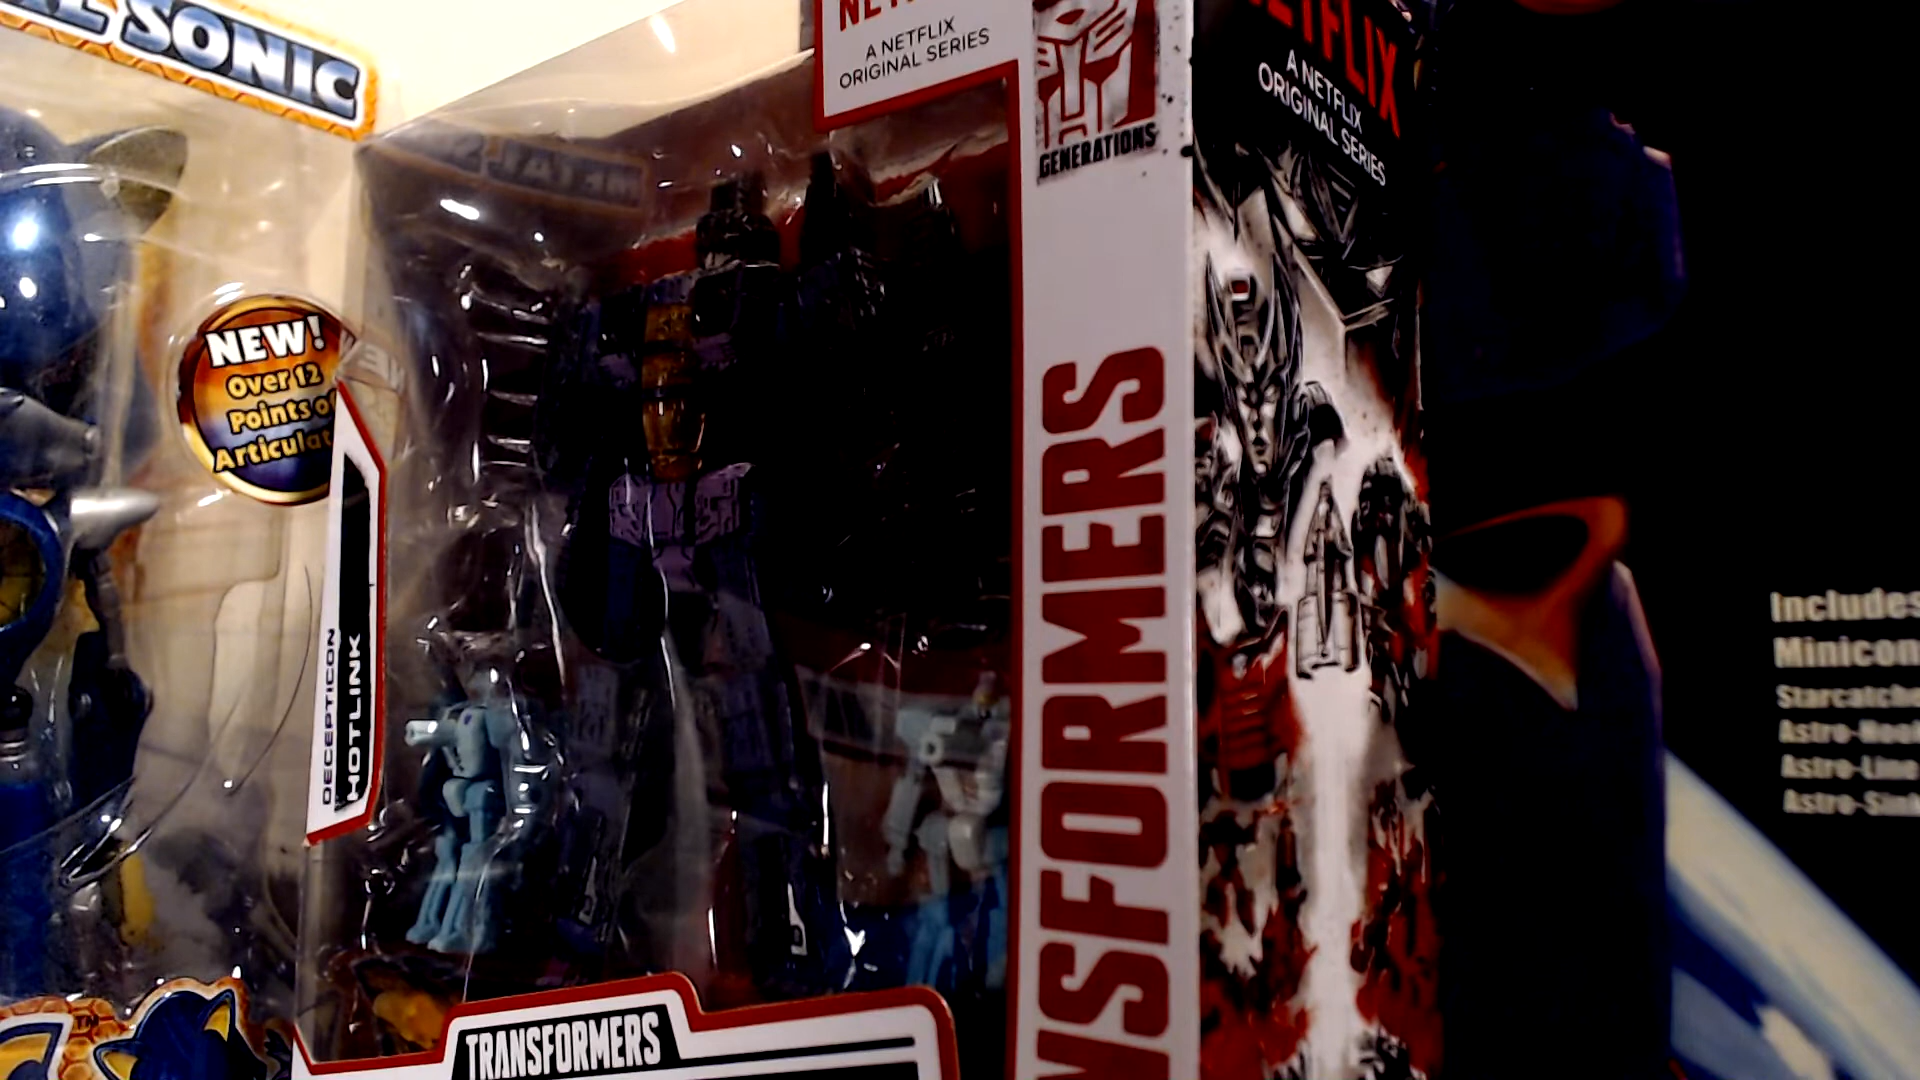 SONIC
NEW!
Over 12
Points of
DECEPTICON
HOTLINK
TRANSFORMERS
A NETFLIX
ORIGINAL SERIES
GENERATIONS
NSFORMERS
NETFLIX
A NETFLIX
ORIGINAL SERIES
Includes
Minicon